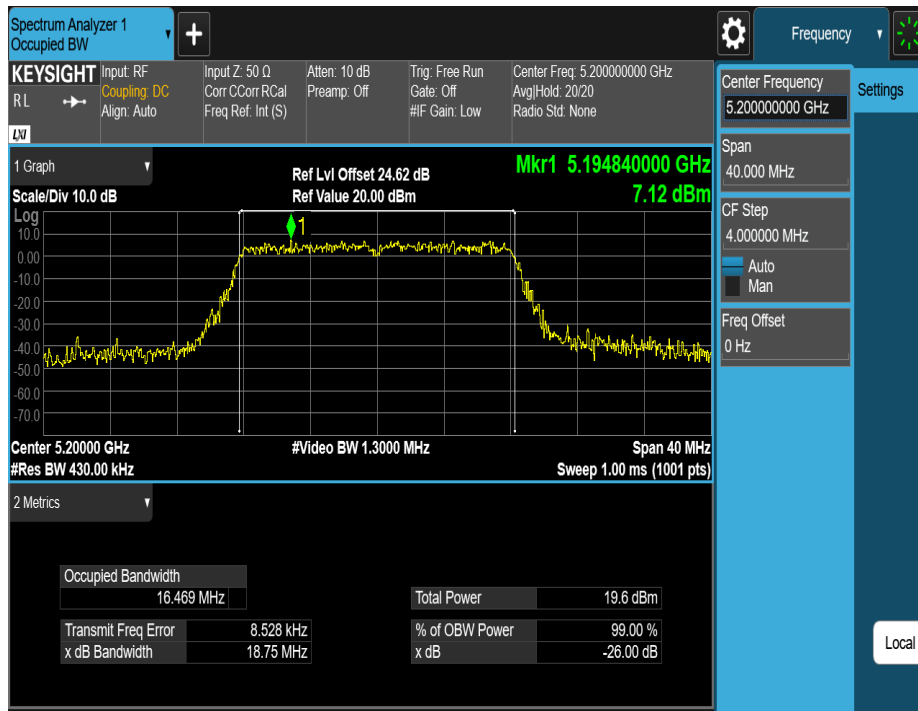 Spectrum Analyzer 1
Occupied BW
+
Frequency
KEYSIGHT
RL
LXI
Input: RF
Coupling: DC
Align: Auto
Input Z: 50 Ω
Corr CCorr RCal
Freq Ref: Int (S)
Atten: 10 dB
Preamp: Off
Trig: Free Run
Gate: Off
#IF Gain: Low
Center Freq: 5.200000000 GHz
Avg|Hold: 20/20
Radio Std: None
Center Frequency
5.200000000 GHz
Settings
Span
40.000 MHz
CF Step
4.000000 MHz
Auto
Man
Freq Offset
0 Hz
Local
1 Graph
Scale/Div 10.0 dB
Ref Lvl Offset 24.62 dB
Ref Value 20.00 dBm
Mkr1 5.194840000 GHz
7.12 dBm
Log
10.0
0.00
-10.0
-20.0
-30.0
-40.0
-50.0
-60.0
-70.0
1
Center 5.20000 GHz
#Res BW 430.00 kHz
#Video BW 1.3000 MHz
Span 40 MHz
Sweep 1.00 ms (1001 pts)
2 Metrics
Occupied Bandwidth
16.469 MHz
Total Power 19.6 dBm
Transmit Freq Error 8.528 kHz
% of OBW Power 99.00 %
x dB Bandwidth 18.75 MHz
x dB -26.00 dB